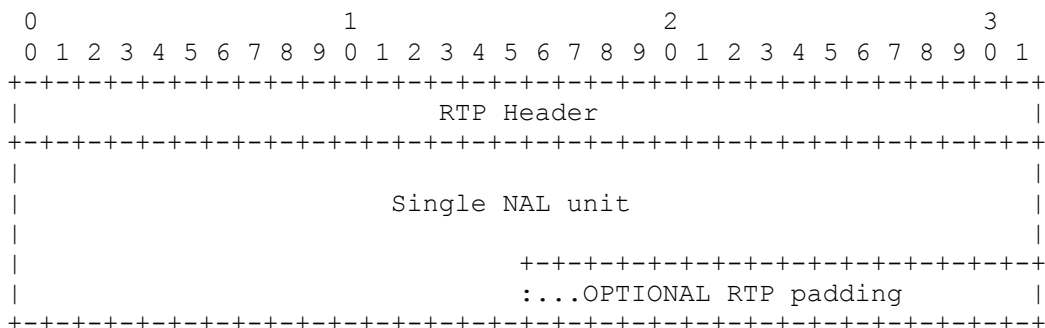 0                   1                   2                   3
 0 1 2 3 4 5 6 7 8 9 0 1 2 3 4 5 6 7 8 9 0 1 2 3 4 5 6 7 8 9 0 1
+-+-+-+-+-+-+-+-+-+-+-+-+-+-+-+-+-+-+-+-+-+-+-+-+-+-+-+-+-+-+-+-+
|                          RTP Header                           |
+-+-+-+-+-+-+-+-+-+-+-+-+-+-+-+-+-+-+-+-+-+-+-+-+-+-+-+-+-+-+-+-+
|                                                               |
|                       Single NAL unit                         |
|                                                               |
|                               +-+-+-+-+-+-+-+-+-+-+-+-+-+-+-+-+
|                               :...OPTIONAL RTP padding        |
+-+-+-+-+-+-+-+-+-+-+-+-+-+-+-+-+-+-+-+-+-+-+-+-+-+-+-+-+-+-+-+-+